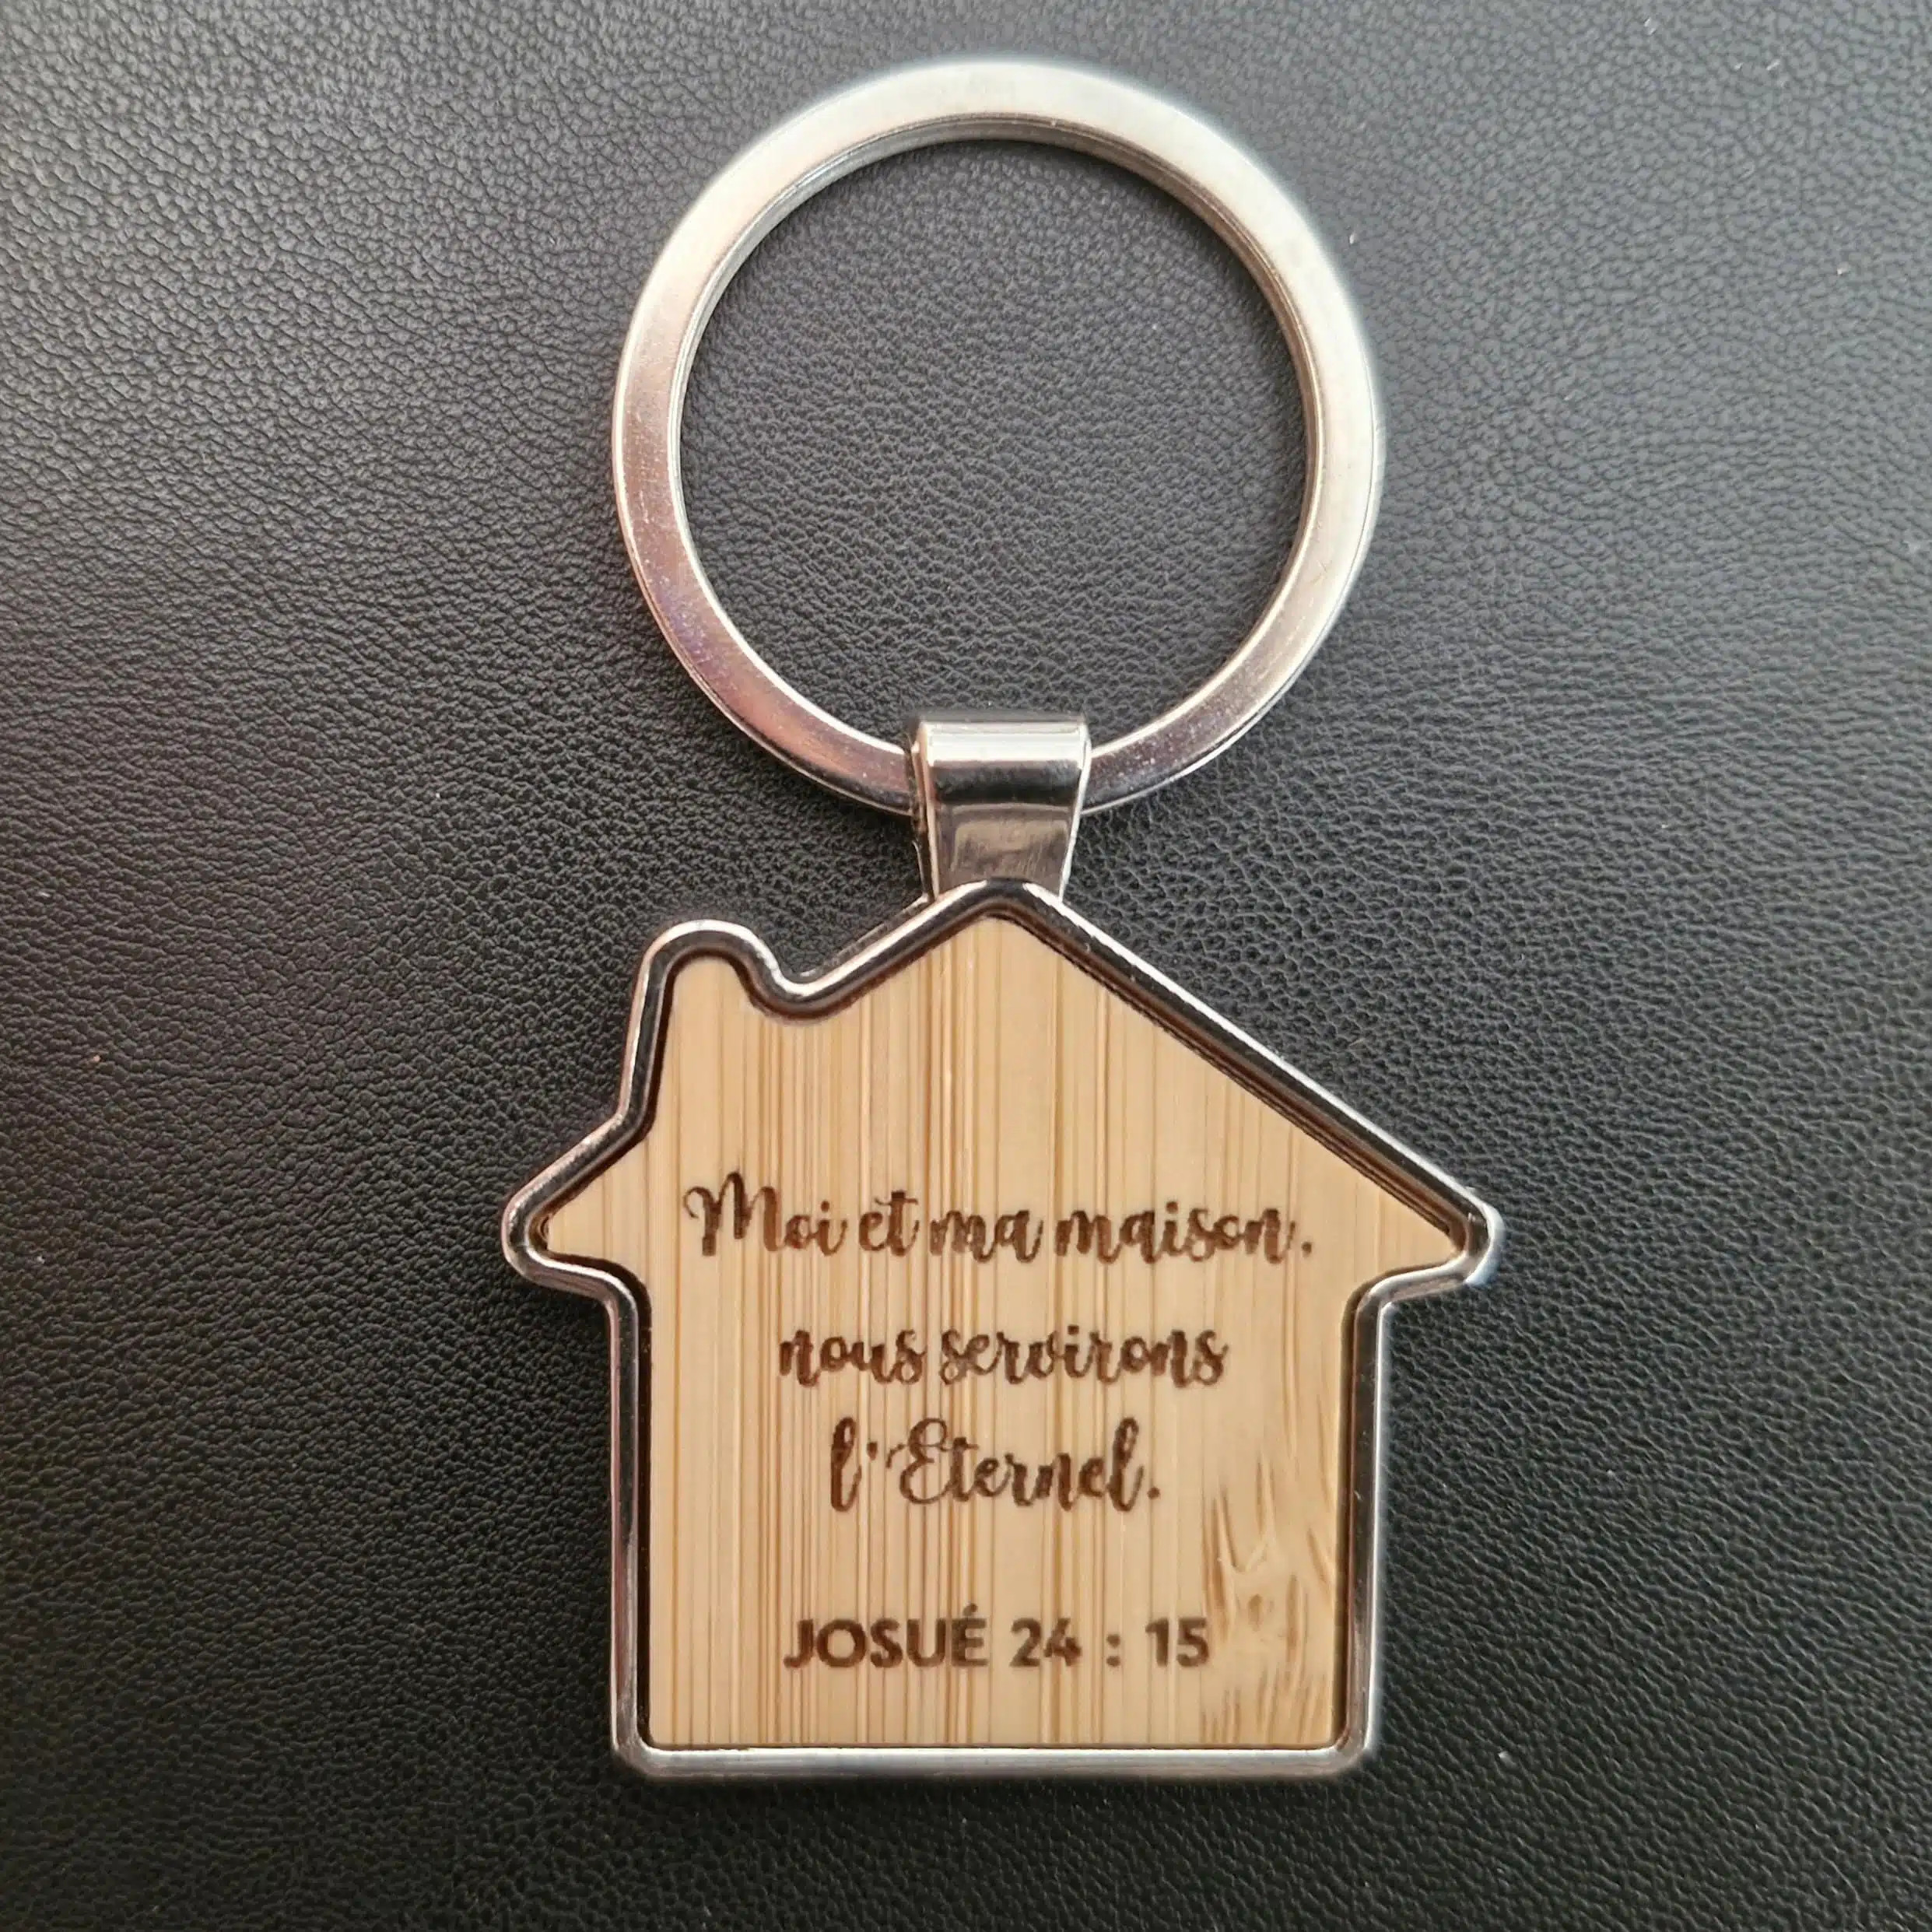 Moi et ma maison,
nous servirons
l'Eternel.
JOSUÉ 24 : 15